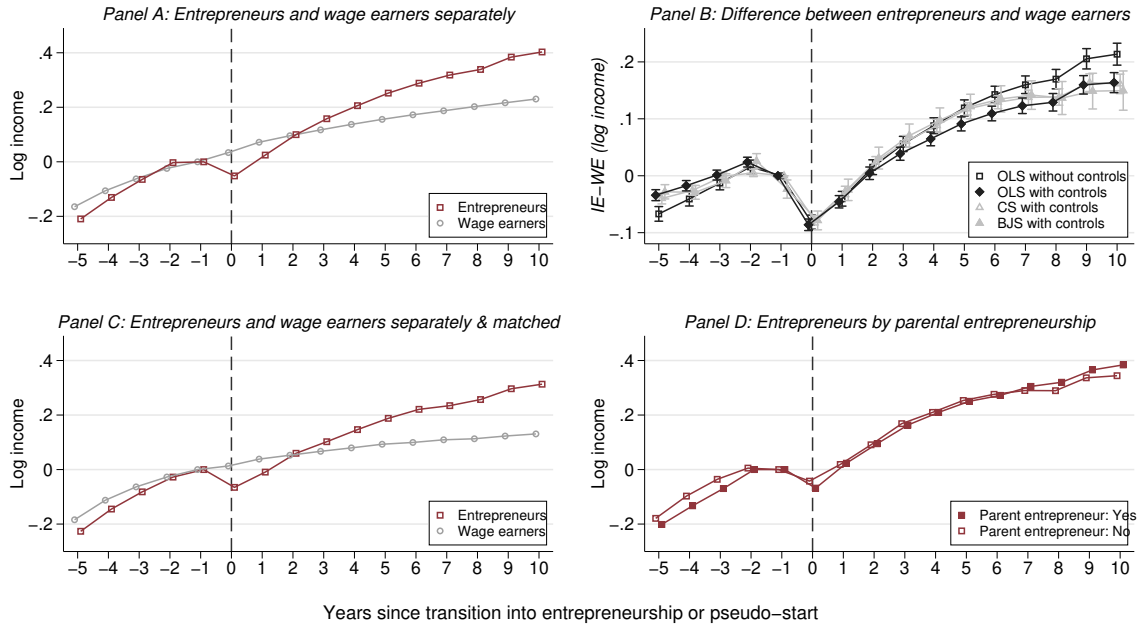 Panel A: Entrepreneurs and wage earners separately
Log income
.4
.2
0
−.2
Entrepreneurs
Wage earners
−5 −4 −3 −2 −1 0 1 2 3 4 5 6 7 8 9 10
Panel B: Difference between entrepreneurs and wage earners
IE−WE (log income)
.2
.1
0
−.1
OLS without controls
OLS with controls
CS with controls
BJS with controls
−5 −4 −3 −2 −1 0 1 2 3 4 5 6 7 8 9 10
Panel C: Entrepreneurs and wage earners separately & matched
Log income
.4
.2
0
−.2
Entrepreneurs
Wage earners
−5 −4 −3 −2 −1 0 1 2 3 4 5 6 7 8 9 10
Panel D: Entrepreneurs by parental entrepreneurship
Log income
.4
.2
0
−.2
Parent entrepreneur: Yes
Parent entrepreneur: No
−5 −4 −3 −2 −1 0 1 2 3 4 5 6 7 8 9 10
Years since transition into entrepreneurship or pseudo−start